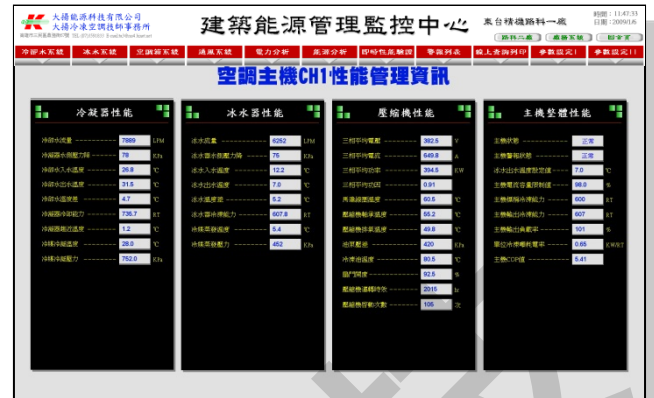 大揚能源科技有限公司
大揚冷凍空調技師事務所
建築能源管理監控中心
東台精機路科一廠
時間：11:47:33
日期：2009/1/6
冷卻水系統 冰水系統 空調箱系統 通風系統 電力分析 能源分析 即時性能驗證 警報列表 線上查詢列印 參數設定I 參數設定II
空調主機CH1性能管理資訊
冷凝器性能
冷卻水流量 7889 LPM
冷凝器水側壓力降 78 KPa
冷卻水入水溫度 26.8 ℃
冷卻水出水溫度 31.5 ℃
冷卻水溫度差 4.7 ℃
冷凝器冷卻能力 736.7 RT
冷凝器趨近溫度 1.2 ℃
冷媒冷凝溫度 28.0 ℃
冷媒冷凝壓力 752.0 KPa
冰水器性能
冰水流量 6252 LPM
冰水器水側壓力降 75 KPa
冰水入水溫度 12.2 ℃
冰水出水溫度 7.0 ℃
冰水溫度差 5.2 ℃
冰水器冷凍能力 607.8 RT
冷媒蒸發溫度 5.4 ℃
冷媒蒸發壓力 452 KPa
壓縮機性能
三相平均電壓 392.5 V
三相平均電流 649.8 A
三相平均功率 394.5 KW
三相平均功因 0.91
馬達線圈溫度 60.6 ℃
壓縮機軸承溫度 55.2 ℃
壓縮機排氣溫度 49.8 ℃
油泵壓差 420 KPa
冷凍油溫度 60.5 ℃
閥門開度 92.5 %
壓縮機運轉時效 2015 hr
壓縮機啟動次數 105 次
主機整體性能
主機狀態 正常
主機警報狀態 正常
冰水出水溫度設定值 7.0 ℃
主機電流容量限制值 98.0 %
主機額定冷凍能力 600 RT
主機輸出冷凍能力 607 RT
主機輸出負載率 101 %
單位冷凍噸耗電率 0.65 KW/RT
主機COP值 5.41